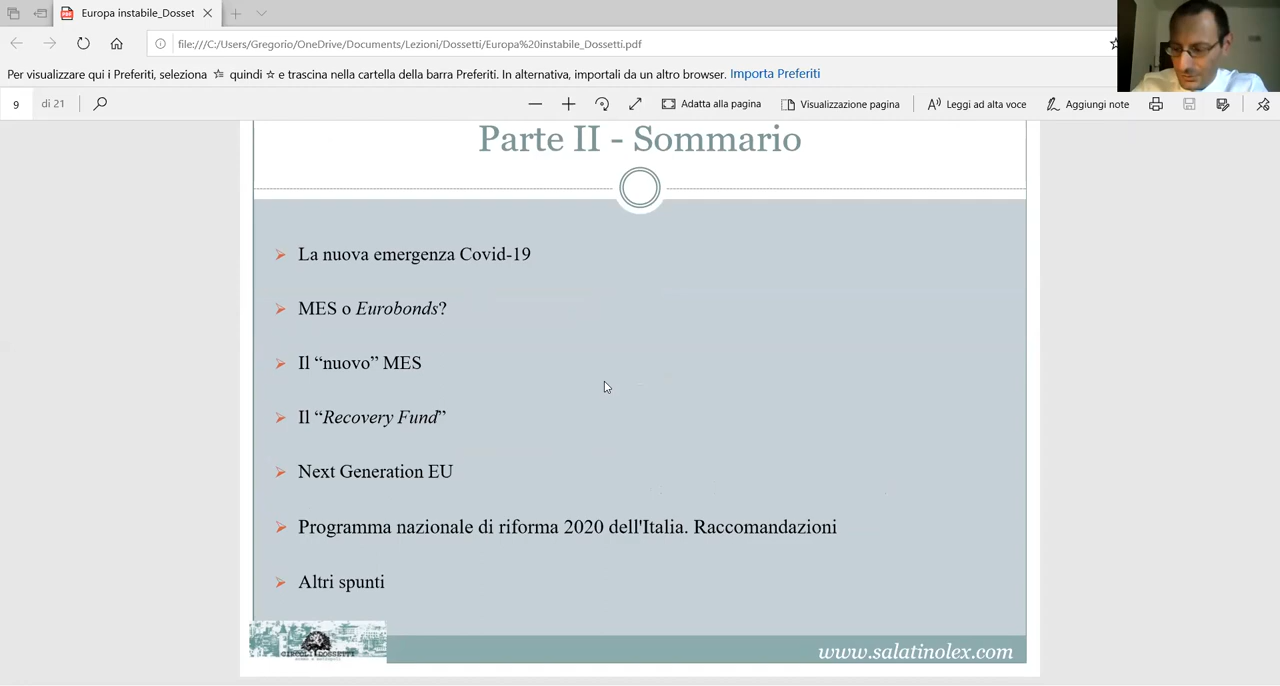 Europa instabile_Dosset
file:///C:/Users/Gregorio/OneDrive/Documents/Lezioni/Dossetti/Europa%20instabile_Dossetti.pdf
Per visualizzare qui i Preferiti, seleziona quindi e trascina nella cartella della barra Preferiti. In alternativa, importali da un altro browser. Importa Preferiti
9 di 21 Adatta alla pagina Visualizzazione pagina Leggi ad alta voce Aggiungi note
Parte II - Sommario
La nuova emergenza Covid-19
MES o Eurobonds?
Il “nuovo” MES
Il “Recovery Fund”
Next Generation EU
Programma nazionale di riforma 2020 dell'Italia. Raccomandazioni
Altri spunti
CIRCOLI DOSSETTI
www.salatinolex.com